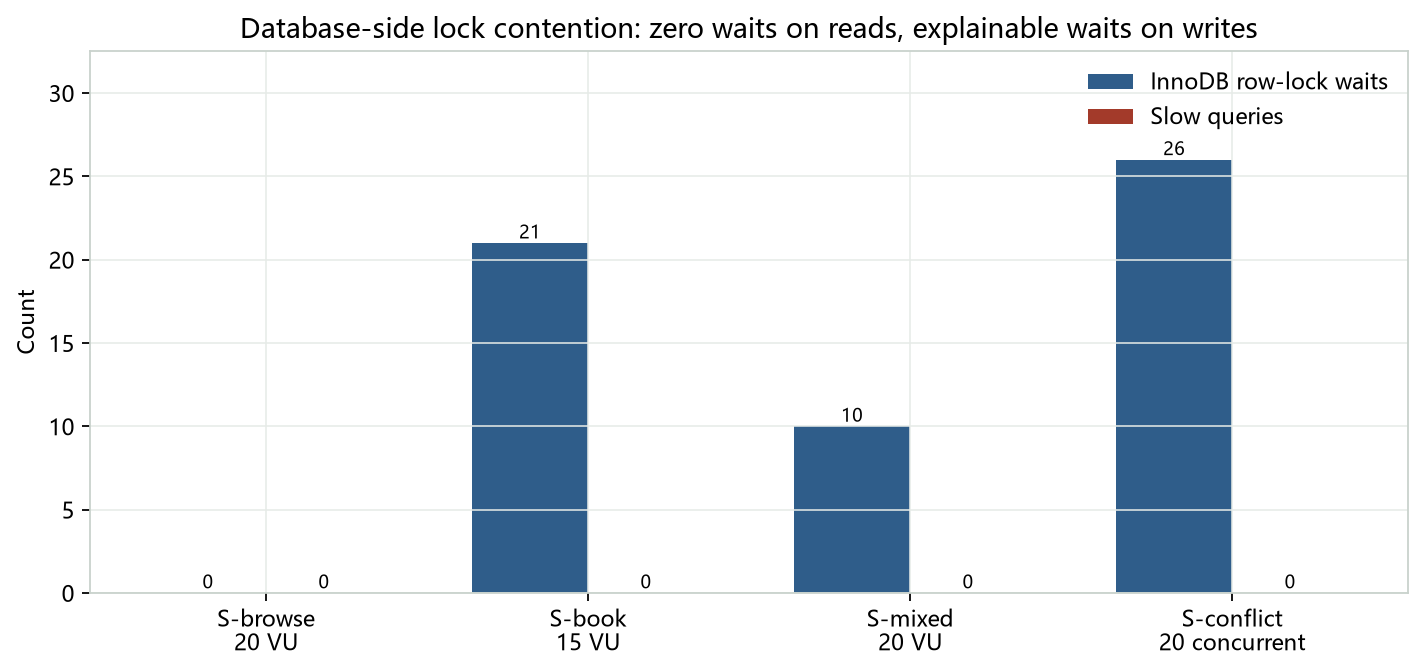 Database-side lock contention: zero waits on reads, explainable waits on writes
InnoDB row-lock waits
Slow queries
Count
30
25
20
15
10
5
0
0
0
21
0
10
0
26
0
S-browse
20 VU
S-book
15 VU
S-mixed
20 VU
S-conflict
20 concurrent